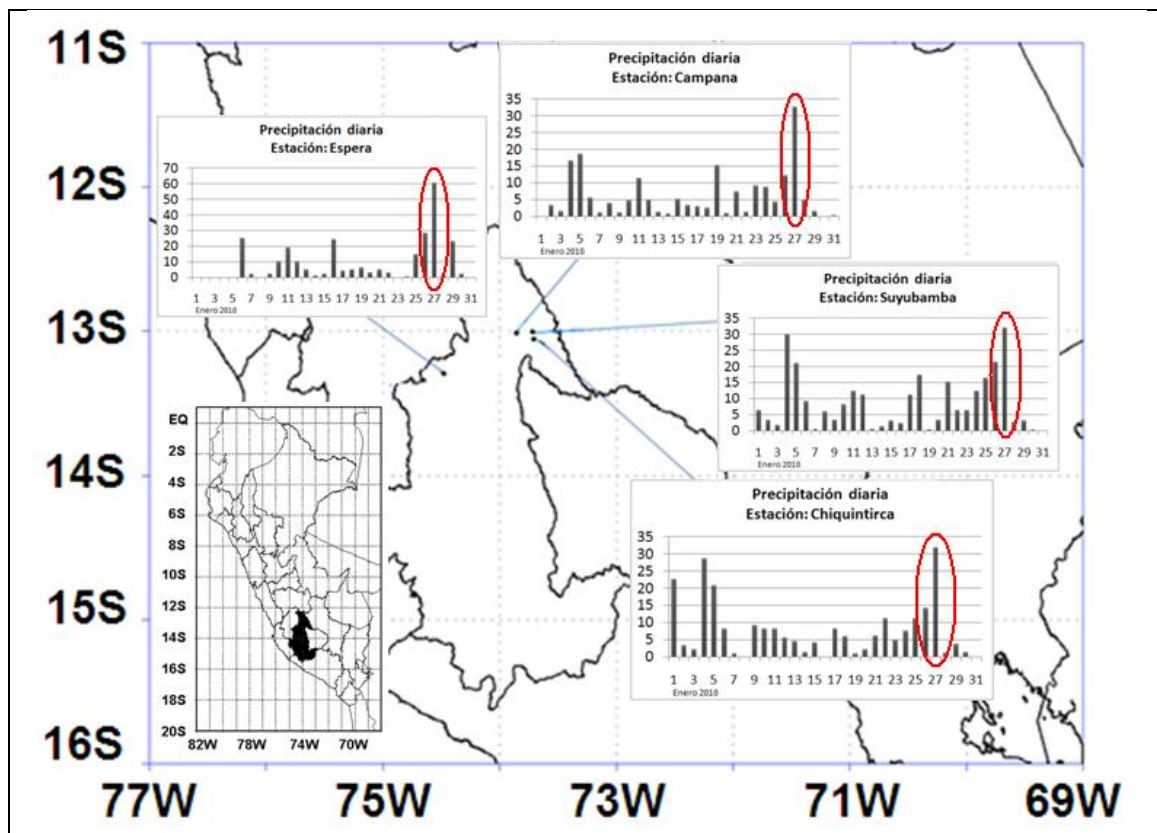 11S
12S
13S
14S
15S
16S
77W 75W 73W 71W 69W
Precipitación diaria
Estación: Espera
70
60
50
40
30
20
10
0
1 3 5 7 9 11 13 15 17 19 21 23 25 27 29 31
Enero 2010
Precipitación diaria
Estación: Campana
35
30
25
20
15
10
5
0
1 3 5 7 9 11 13 15 17 19 21 23 25 27 29 31
Enero 2010
Precipitación diaria
Estación: Suyubamba
35
30
25
20
15
10
5
0
1 3 5 7 9 11 13 15 17 19 21 23 25 27 29 31
Enero 2010
Precipitación diaria
Estación: Chiquintirca
35
30
25
20
15
10
5
0
1 3 5 7 9 11 13 15 17 19 21 23 25 27 29 31
Enero 2010
EQ
2S
4S
6S
8S
10S
12S
14S
16S
18S
20S
82W 78W 74W 70W